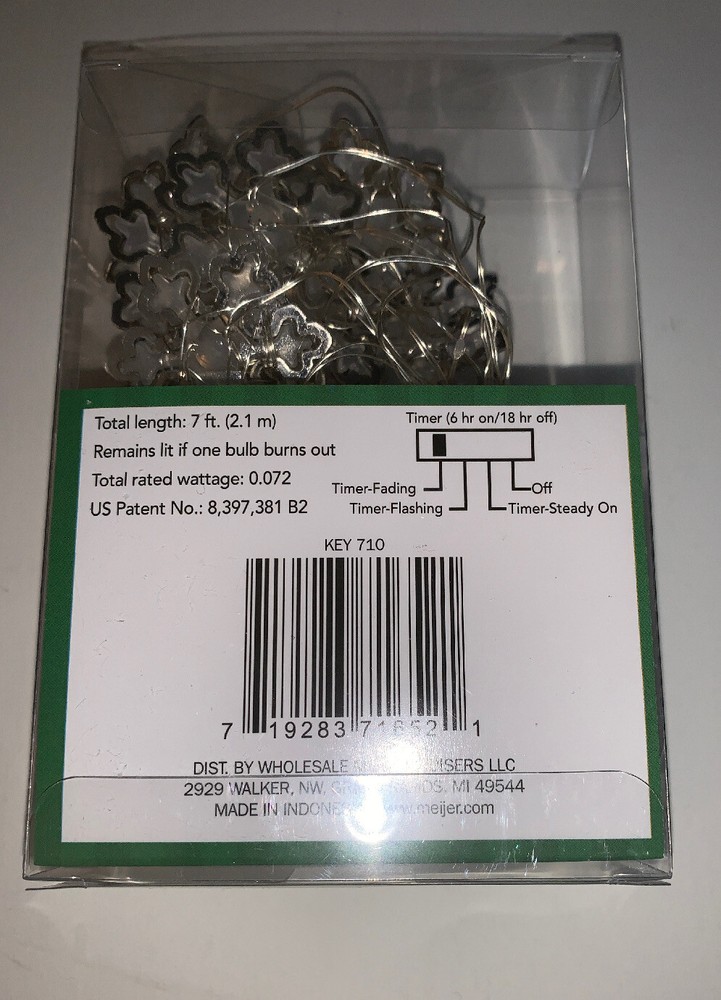 Total length: 7 ft. (2.1 m)
Remains lit if one bulb burns out
Total rated wattage: 0.072
US Patent No.: 8,397,381 B2
Timer (6 hr on/18 hr off)
Timer-Fading
Off
Timer-Flashing
Timer-Steady On
KEY 710
7 19283 71652 1
DIST. BY WHOLESALE
LLC
2929 WALKER, NW, MI 49544
MADE IN www.meijer.com